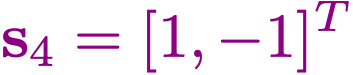 s₄ = [1, −1]ᵀ